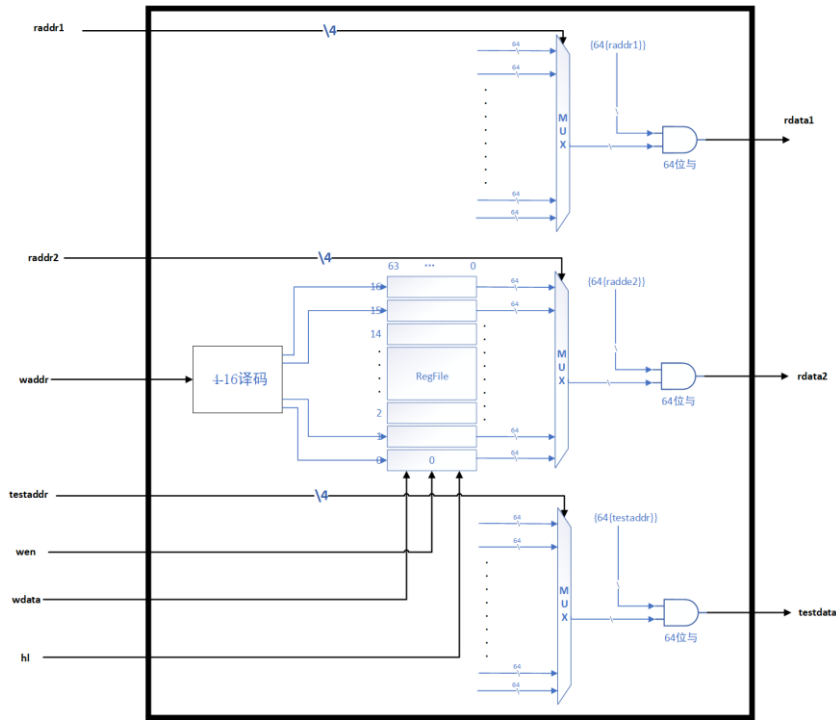 raddr1
\4
64
64
64
64
MUX
{64{raddr1}}
64位与
rdata1
raddr2
\4
63 ... 0
16
15
14
2
1
0
RegFile
0
64
64
64
64
MUX
{64{radde2}}
64位与
rdata2
waddr
4-16译码
testaddr
\4
wen
wdata
hl
64
64
64
64
MUX
{64{testaddr}}
64位与
testdata